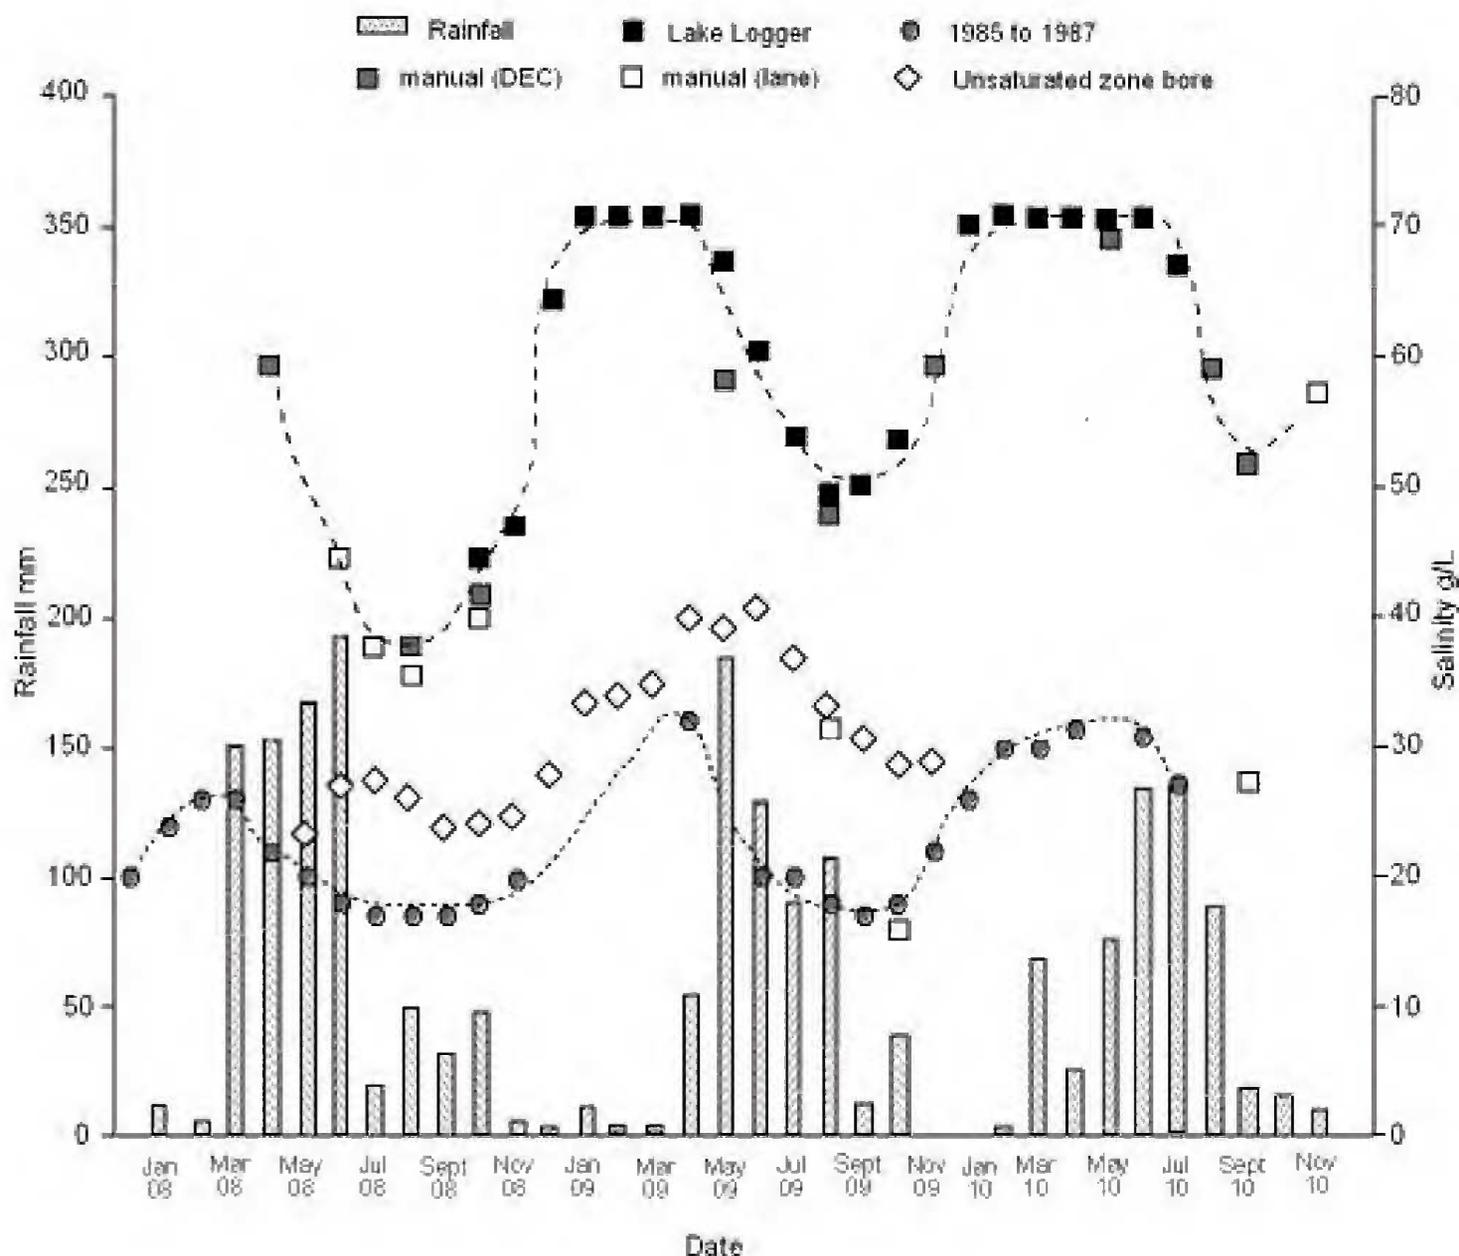 Rainfall Lake Logger 1985 to 1987
manual (DEC) manual (lane) Unsaturated zone bore
400 80
350 70
300 60
250 50
200 40
150 30
100 20
50 10
0 0
Rainfall mm
Salinity g/L
Jan Mar May Jul Sept Nov Jan Mar May Jul Sept Nov Jan Mar May Jul Sept Nov
08 08 08 08 08 08 09 09 09 09 09 09 10 10 10 10 10 10
Date